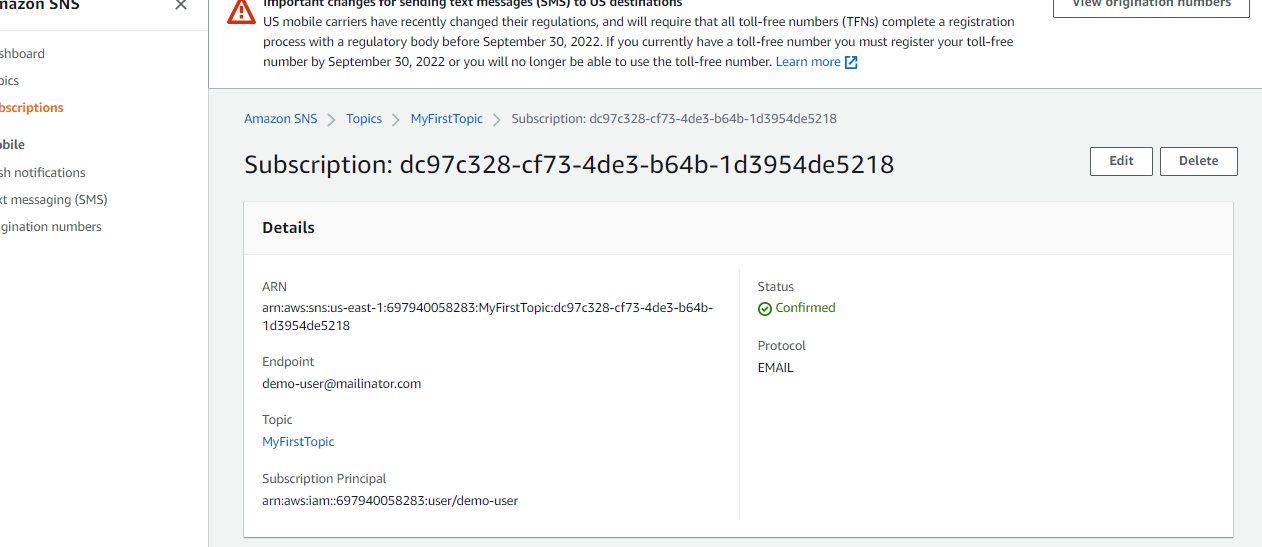 mazon SNS
Important changes for sending text messages (SMS) to US destinations
US mobile carriers have recently changed their regulations, and will require that all toll-free numbers (TFNs) complete a registration
process with a regulatory body before September 30, 2022. If you currently have a toll-free number you must register your toll-free
number by September 30, 2022 or you will no longer be able to use the toll-free number. Learn more
View origination numbers
shboard
pics
bscriptions
obile
sh notifications
xt messaging (SMS)
gination numbers
Amazon SNS > Topics > MyFirstTopic > Subscription: dc97c328-cf73-4de3-b64b-1d3954de5218
Subscription: dc97c328-cf73-4de3-b64b-1d3954de5218
Edit
Delete
Details
ARN
arn:aws:sns:us-east-1:697940058283:MyFirstTopic:dc97c328-cf73-4de3-b64b-
1d3954de5218
Endpoint
demo-user@mailinator.com
Topic
MyFirstTopic
Subscription Principal
arn:aws:iam::697940058283:user/demo-user
Status
Confirmed
Protocol
EMAIL